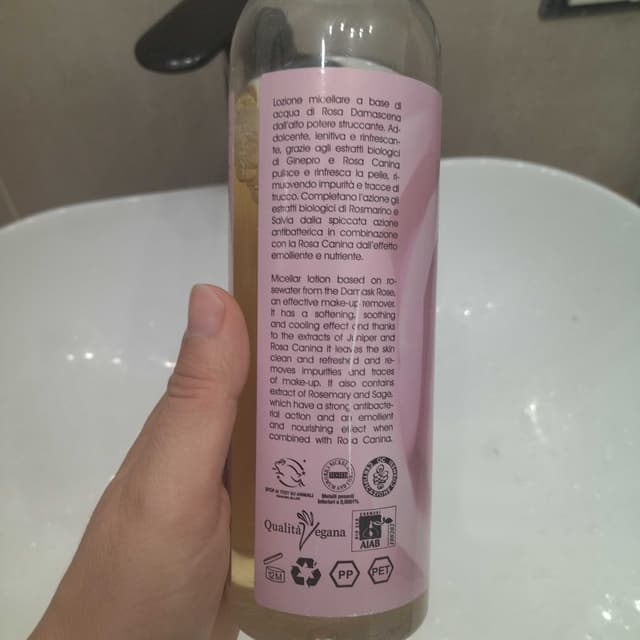 Lozione micellare a base di
acqua di Rosa Damascena
dall'alto potere struccante. Ad-
dolcente, lenitiva e rinfrescan-
te, grazie agli estratti biologici
di Ginepro e Rosa Canina
pulisce e rinfresca la pelle, ri-
muovendo impurità e tracce di
trucco. Completano l'azione gli
estratti biologici di Rosmarino e
Salvia dalla spiccata azione
antibatterica in combinazione
con la Rosa Canina dall'effetto
emolliente e nutriente.
Micellar lotion based on ro-
sewater from the Damask Rose,
an effective make-up remover.
It has a softening, soothing
and cooling effect and thanks
to the extracts of Juniper and
Rosa Canina it leaves the skin
clean and refreshed and re-
moves impurities and traces
of make-up. It also contains
extract of Rosemary and Sage,
which have a strong antibacte-
rial action and an emollient
and nourishing effect when
combined with Rosa Canina.
STOP AI TEST SU ANIMALI
Metalli pesanti
inferiori a 0,0001%
Qualità Vegana
AIAB
12M
PP
PET